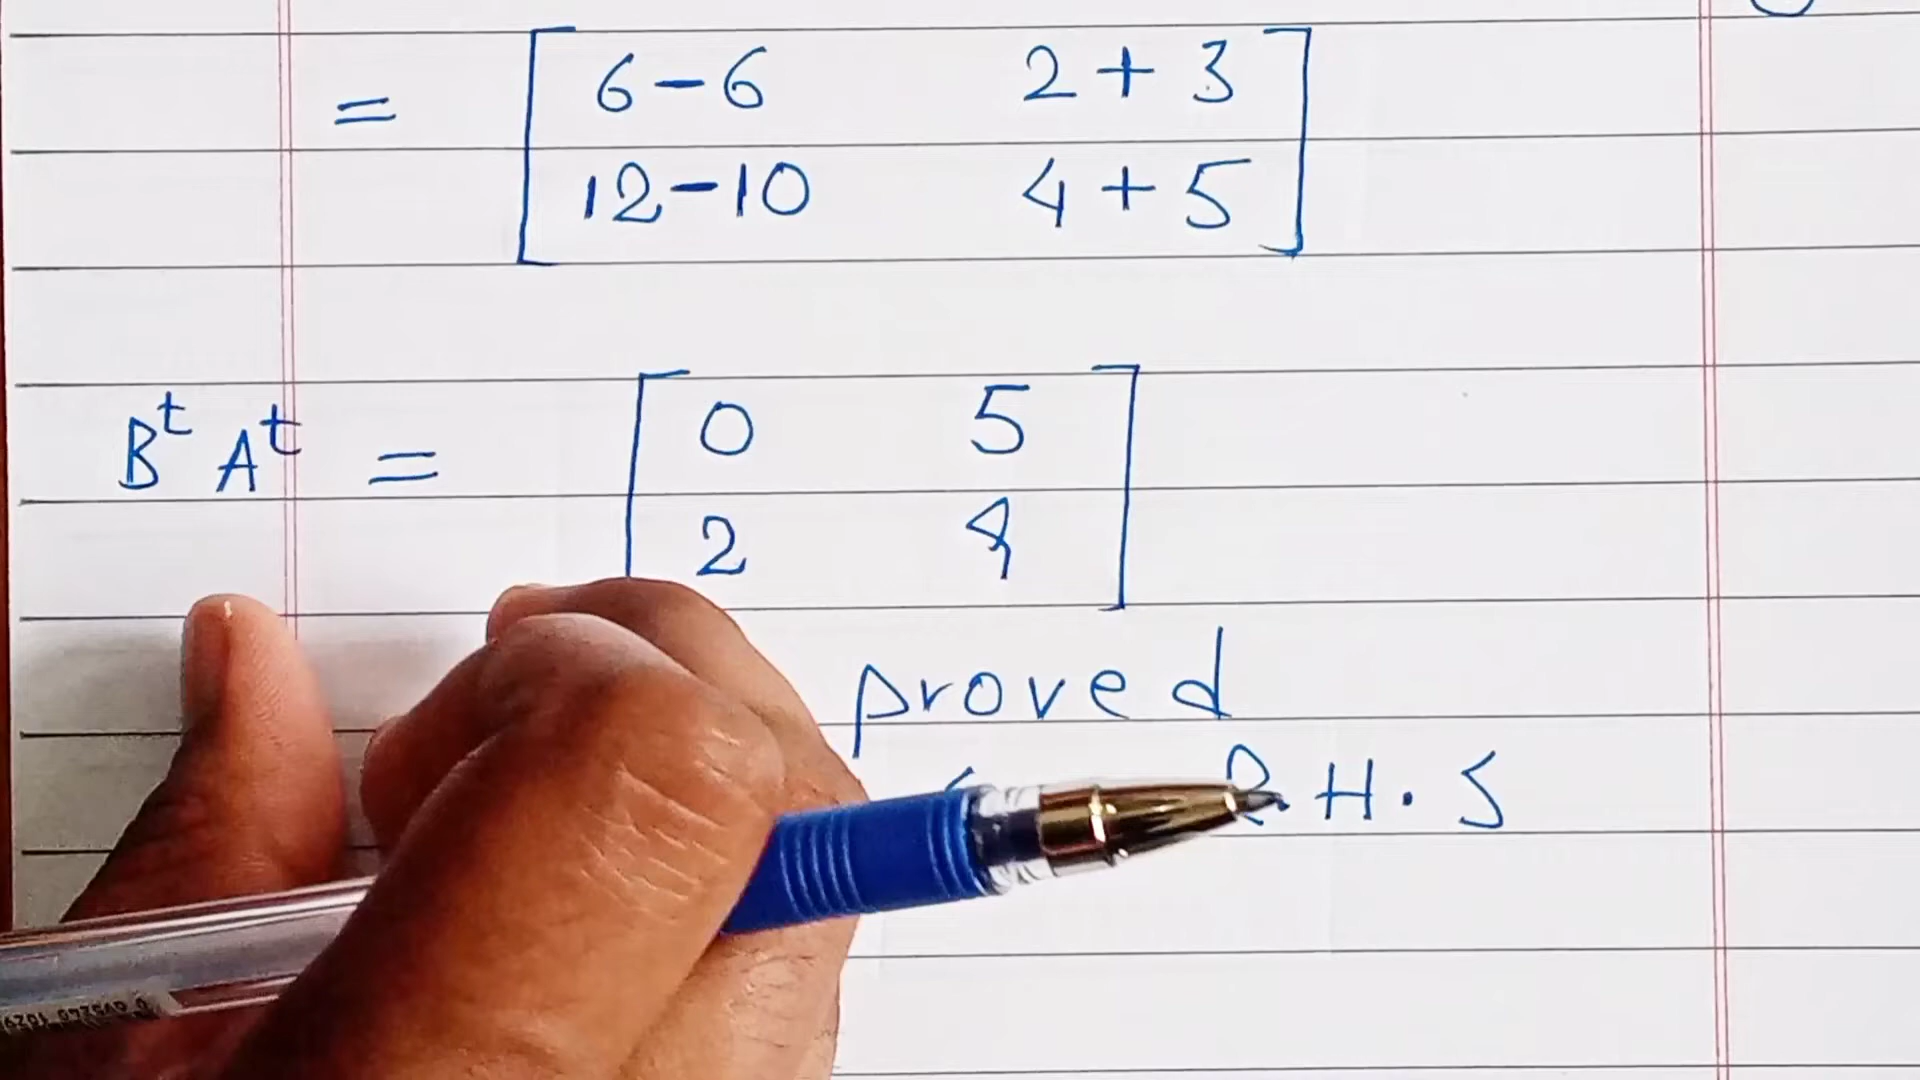 = [ 6-6 2+3
12-10 4+5 ]
B^t A^t = [ 0 5
2 9 ]
proved
R.H.S